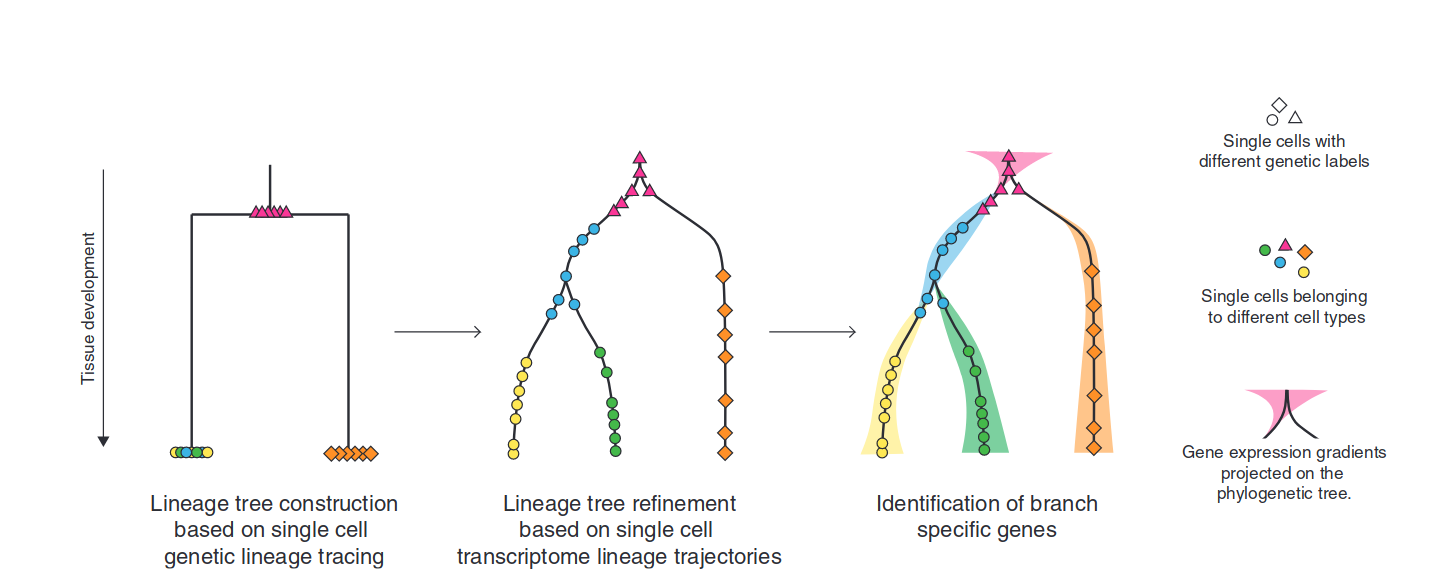 Tissue development
Lineage tree construction
based on single cell
genetic lineage tracing
Lineage tree refinement
based on single cell
transcriptome lineage trajectories
Identification of branch
specific genes
Single cells with
different genetic labels
Single cells belonging
to different cell types
Gene expression gradients
projected on the
phylogenetic tree.